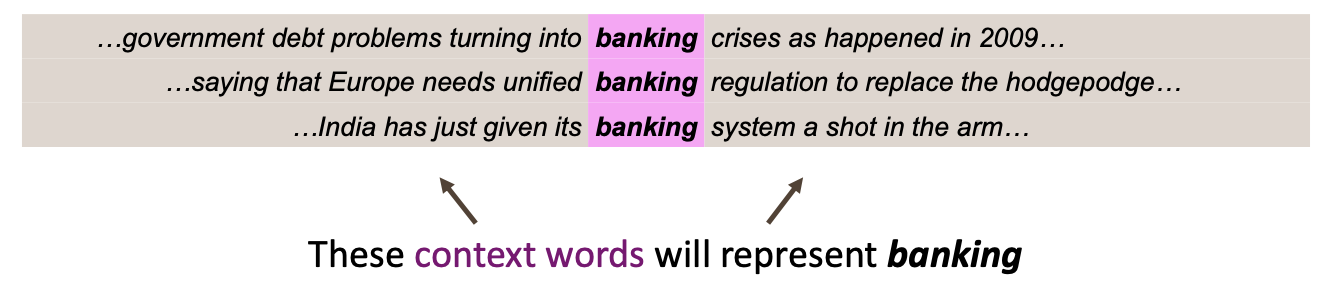 …government debt problems turning into banking crises as happened in 2009…
…saying that Europe needs unified banking regulation to replace the hodgepodge…
…India has just given its banking system a shot in the arm…
These context words will represent banking